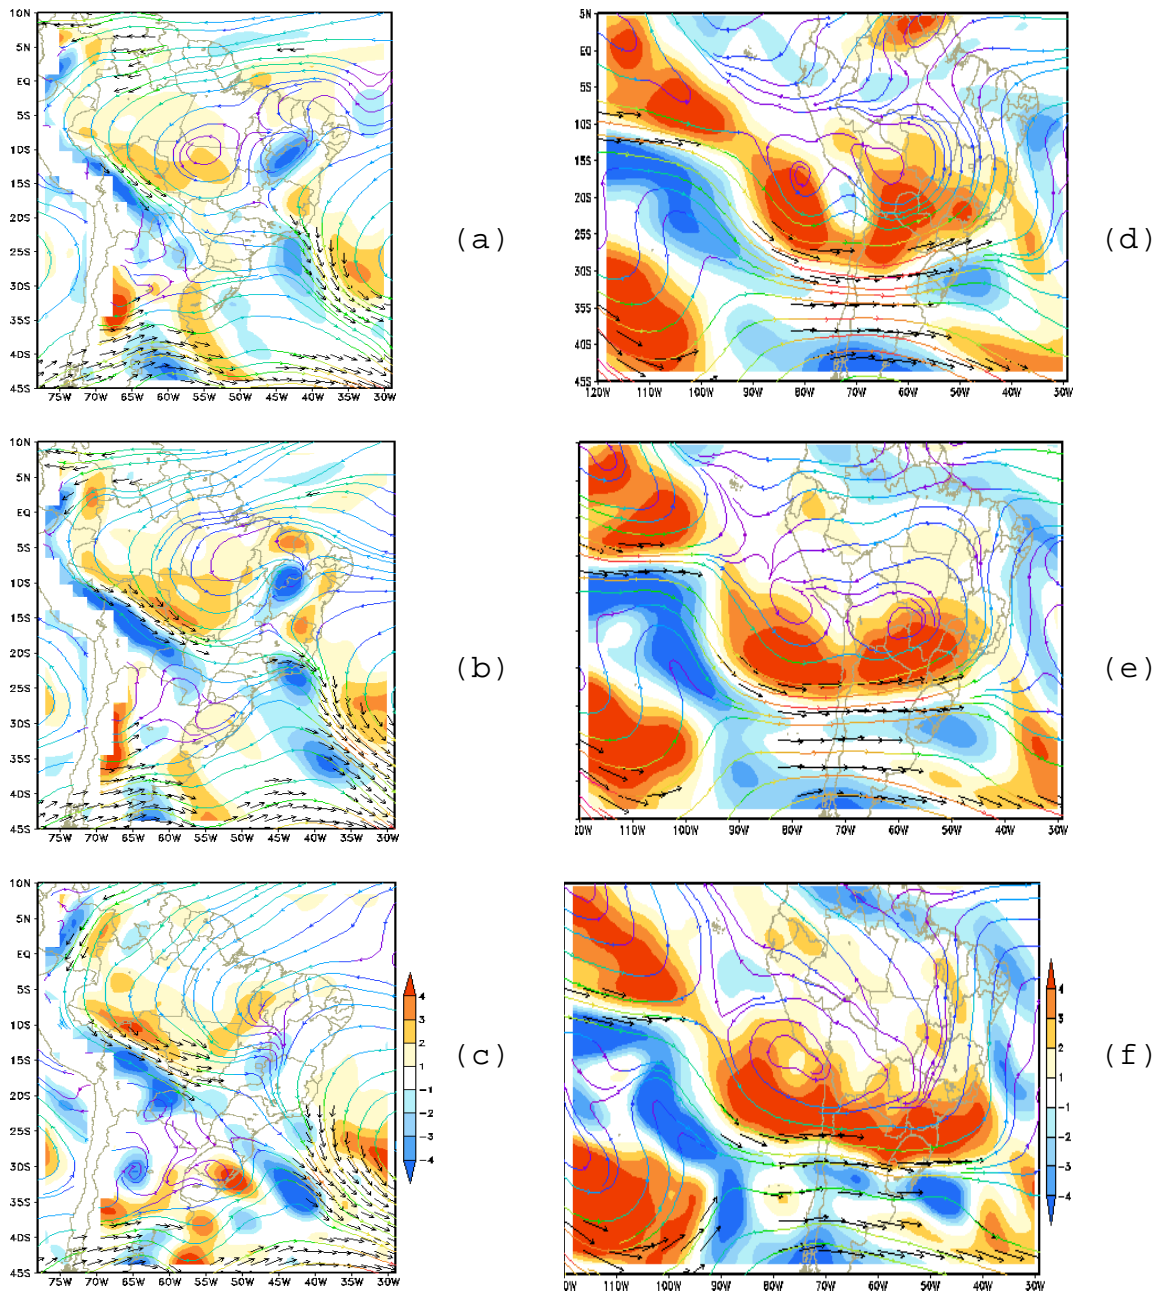 10N
5N
EQ
5S
10S
15S
20S
25S
30S
35S
40S
45S
75W 70W 65W 60W 55W 50W 45W 40W 35W 30W
(a)
5N
EQ
5S
10S
15S
20S
25S
30S
35S
40S
45S
120W 110W 100W 90W 80W 70W 60W 50W 40W 30W
(d)
10N
5N
EQ
5S
10S
15S
20S
25S
30S
35S
40S
45S
75W 70W 65W 60W 55W 50W 45W 40W 35W 30W
(b)
20W 110W 100W 90W 80W 70W 60W 50W 40W 30W
(e)
10N
5N
EQ
5S
10S
15S
20S
25S
30S
35S
40S
45S
75W 70W 65W 60W 55W 50W 45W 40W 35W 30W
4
3
2
1
-1
-2
-3
-4
(c)
0W 110W 100W 90W 80W 70W 60W 50W 40W 30W
4
3
2
1
-1
-2
-3
-4
(f)